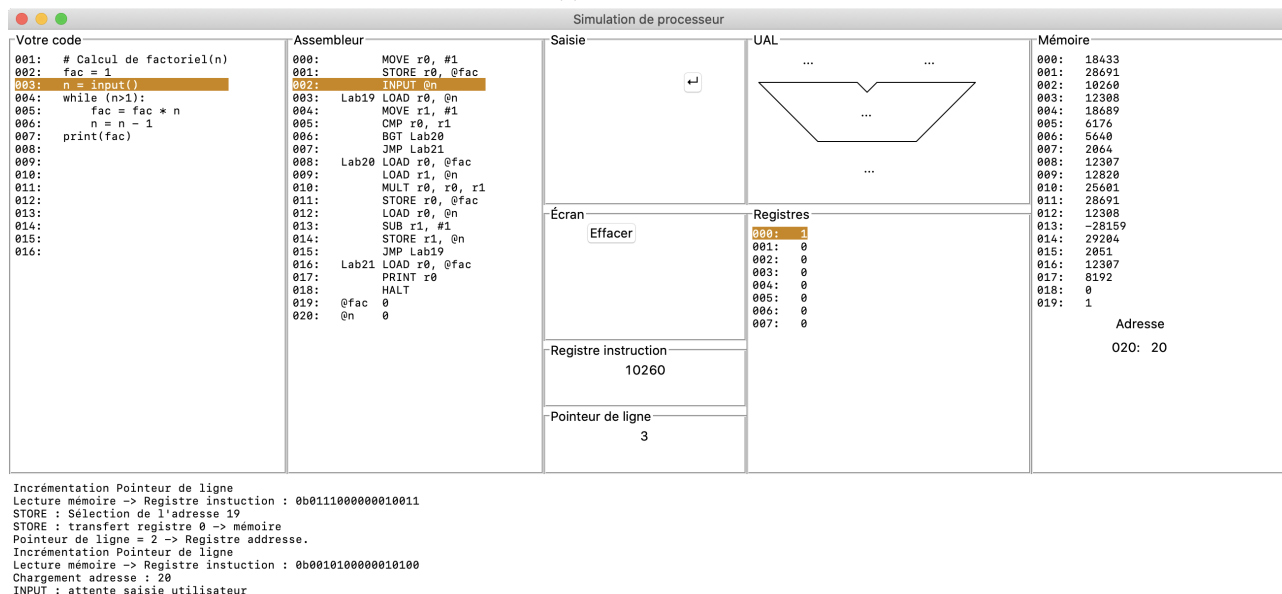 Simulation de processeur
Votre code
001: # Calcul de factoriel(n)
002: fac = 1
003: n = input()
004: while (n>1):
005: fac = fac * n
006: n = n - 1
007: print(fac)
008:
009:
010:
011:
012:
013:
014:
015:
016:
Assembleur
000: MOVE r0, #1
001: STORE r0, @fac
002: INPUT @n
003: Lab19 LOAD r0, @n
004: MOVE r1, #1
005: CMP r0, r1
006: BGT Lab20
007: JMP Lab21
008: Lab20 LOAD r0, @fac
009: LOAD r1, @n
010: MULT r0, r0, r1
011: STORE r0, @fac
012: LOAD r0, @n
013: SUB r1, #1
014: STORE r1, @n
015: JMP Lab19
016: Lab21 LOAD r0, @fac
017: PRINT r0
018: HALT
019: @fac 0
020: @n 0
Saisie
↵
Écran
Effacer
Registre instruction
10260
Pointeur de ligne
3
UAL
... ...
...
...
Registres
000: 1
001: 0
002: 0
003: 0
004: 0
005: 0
006: 0
007: 0
Mémoire
000: 18433
001: 28691
002: 10260
003: 12308
004: 18689
005: 6176
006: 5640
007: 2064
008: 12307
009: 12820
010: 25601
011: 28691
012: 12308
013: -28159
014: 29204
015: 2051
016: 12307
017: 8192
018: 0
019: 1
Adresse
020: 20
Incrémentation Pointeur de ligne
Lecture mémoire -> Registre instuction : 0b0111000000010011
STORE : Sélection de l'adresse 19
STORE : transfert registre 0 -> mémoire
Pointeur de ligne = 2 -> Registre addresse.
Incrémentation Pointeur de ligne
Lecture mémoire -> Registre instuction : 0b0010100000010100
Chargement adresse : 20
INPUT : attente saisie utilisateur